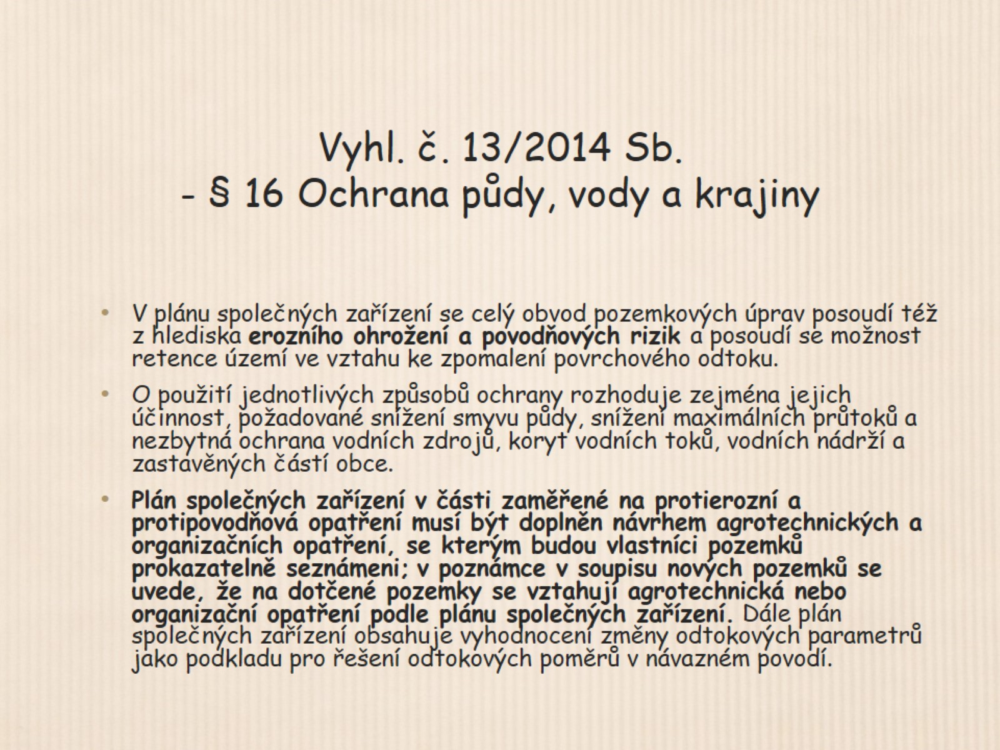 Vyhl. č. 13/2014 Sb.
- § 16 Ochrana půdy, vody a krajiny
• V plánu společných zařízení se celý obvod pozemkových úprav posoudí též
z hlediska erozního ohrožení a povodňových rizik a posoudí se možnost
retence území ve vztahu ke zpomalení povrchového odtoku.
• O použití jednotlivých způsobů ochrany rozhoduje zejména jejich
účinnost, požadované snížení smyvu půdy, snížení maximálních průtoků a
nezbytná ochrana vodních zdrojů, koryt vodních toků, vodních nádrží a
zastavěných částí obce.
• Plán společných zařízení v části zaměřené na protierozní a
protipovodňová opatření musí být doplněn návrhem agrotechnických a
organizačních opatření, se kterým budou vlastníci pozemků
prokazatelně seznámeni; v poznámce v soupisu nových pozemků se
uvede, že na dotčené pozemky se vztahují agrotechnická nebo
organizační opatření podle plánu společných zařízení. Dále plán
společných zařízení obsahuje vyhodnocení změny odtokových parametrů
jako podkladu pro řešení odtokových poměrů v návazném povodí.